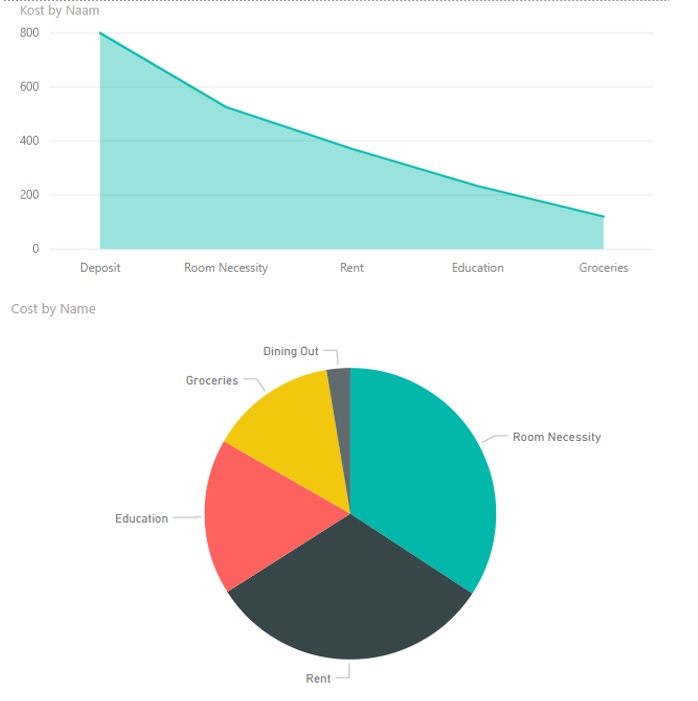 Kost by Naam
800
600
400
200
0
Deposit Room Necessity Rent Education Groceries
Cost by Name
Dining Out
Groceries
Room Necessity
Education
Rent